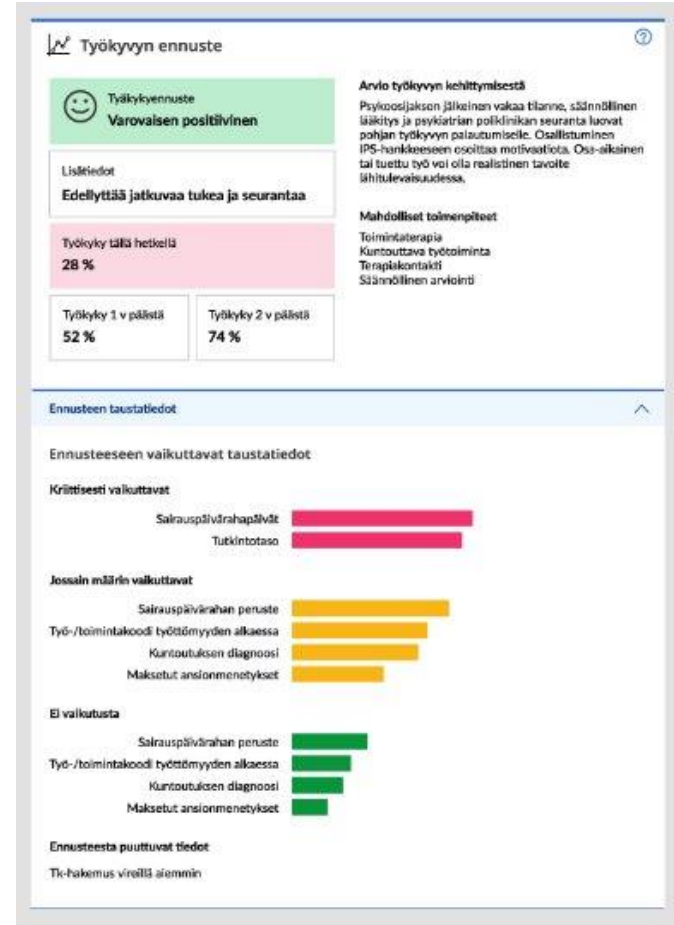 Työkyvyn ennuste
Työkykyennuste
Varovaisen positiivinen
Lisätiedot
Edellyttää jatkuvaa tukea ja seurantaa
Työkyky tällä hetkellä
28 %
Työkyky 1 v päästä
52 %
Työkyky 2 v päästä
74 %
Arvio työkyvyn kehittymisestä
Psykoosijakson jälkeinen vakaa tilanne, säännöllinen
lääkitys ja psykiatrian poliklinikan seuranta luovat
pohjan työkyvyn palautumiselle. Osallistuminen
IPS-hankkeeseen osoittaa motivaatiota. Osa-aikainen
tai tuettu työ voi olla realistinen tavoite
lähitulevaisuudessa.
Mahdolliset toimenpiteet
Toimintaterapia
Kuntouttava työtoiminta
Terapiakontakti
Säännöllinen arviointi
Ennusteen taustatiedot
Ennusteeseen vaikuttavat taustatiedot
Kriittisesti vaikuttavat
Sairauspäivärahapäivät
Tutkintotaso
Jossain määrin vaikuttavat
Sairauspäivärahan peruste
Työ-/toimintakoodi työttömyyden alkaessa
Kuntoutuksen diagnoosi
Maksetut ansionmenetykset
Ei vaikutusta
Sairauspäivärahan peruste
Työ-/toimintakoodi työttömyyden alkaessa
Kuntoutuksen diagnoosi
Maksetut ansionmenetykset
Ennusteesta puuttuvat tiedot
Tk-hakemus vireillä aiemmin